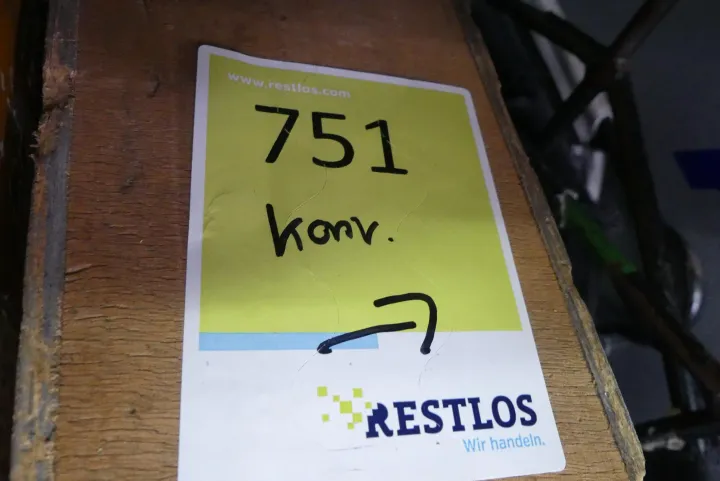 www.restlos.com
751
Konv.
RESTLOS
Wir handeln.